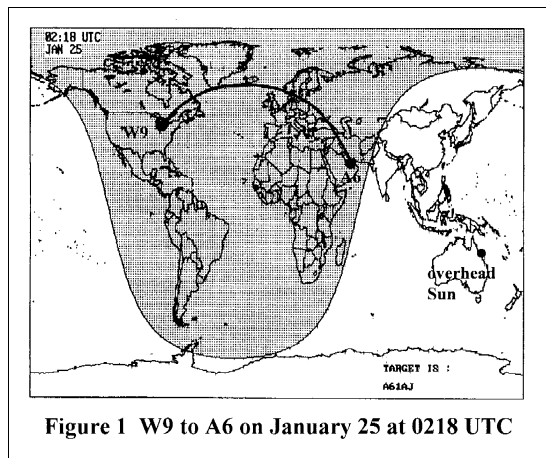 02:18 UTC
JAN 25
W9
A6
overhead
Sun
TARGET IS :
A61AJ
Figure 1 W9 to A6 on January 25 at 0218 UTC